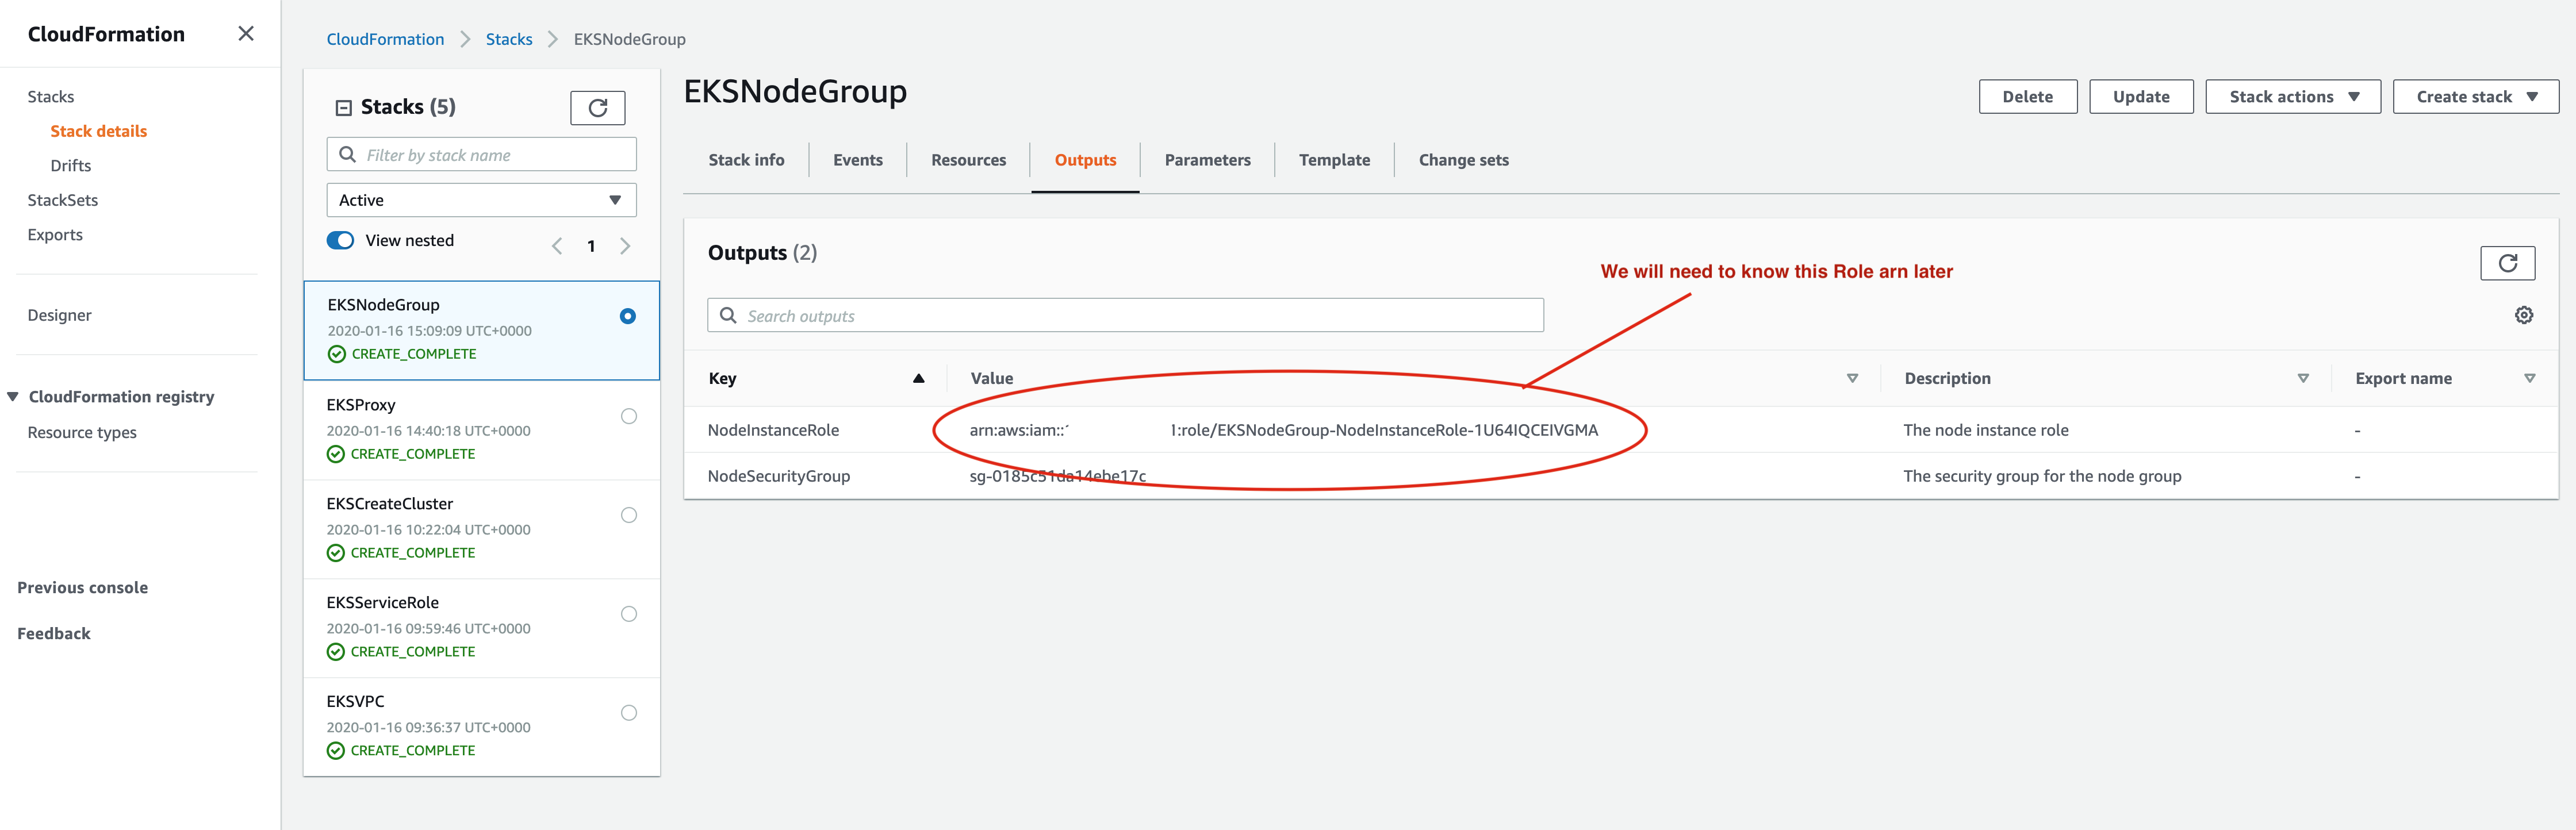 CloudFormation
Stacks
Stack details
Drifts
StackSets
Exports
Designer
CloudFormation registry
Resource types
Previous console
Feedback
CloudFormation Stacks EKSNodeGroup
Stacks (5)
Filter by stack name
Active
View nested
1
EKSNodeGroup
2020-01-16 15:09:09 UTC+0000
CREATE_COMPLETE
EKSProxy
2020-01-16 14:40:18 UTC+0000
CREATE_COMPLETE
EKSCreateCluster
2020-01-16 10:22:04 UTC+0000
CREATE_COMPLETE
EKSServiceRole
2020-01-16 09:59:46 UTC+0000
CREATE_COMPLETE
EKSVPC
2020-01-16 09:36:37 UTC+0000
CREATE_COMPLETE
EKSNodeGroup
Delete Update Stack actions Create stack
Stack info Events Resources Outputs Parameters Template Change sets
Outputs (2)
We will need to know this Role arn later
Search outputs
Key Value Description Export name
NodeInstanceRole arn:aws:iam:: 1:role/EKSNodeGroup-NodeInstanceRole-1U64IQCEIVGMA The node instance role -
NodeSecurityGroup sg-0185c51da14ebe17c The security group for the node group -